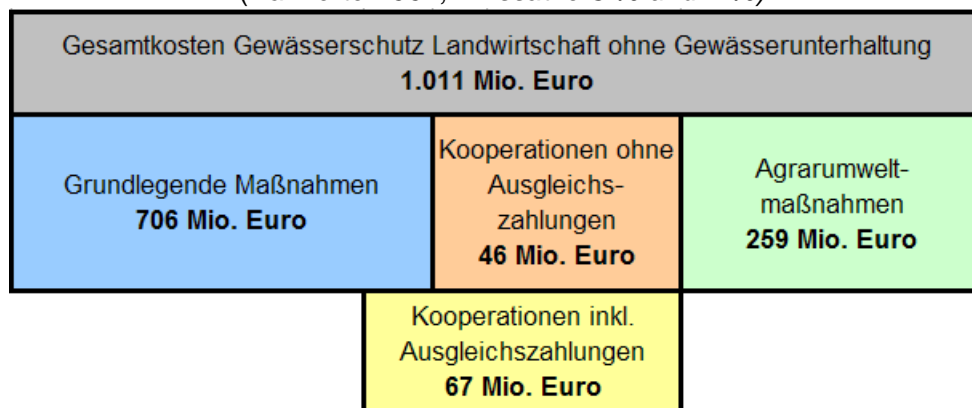 Gesamtkosten Gewässerschutz Landwirtschaft ohne Gewässerunterhaltung
1.011 Mio. Euro
Grundlegende Maßnahmen
706 Mio. Euro
Kooperationen ohne
Ausgleichs-
zahlungen
46 Mio. Euro
Agrarumwelt-
maßnahmen
259 Mio. Euro
Kooperationen inkl.
Ausgleichszahlungen
67 Mio. Euro